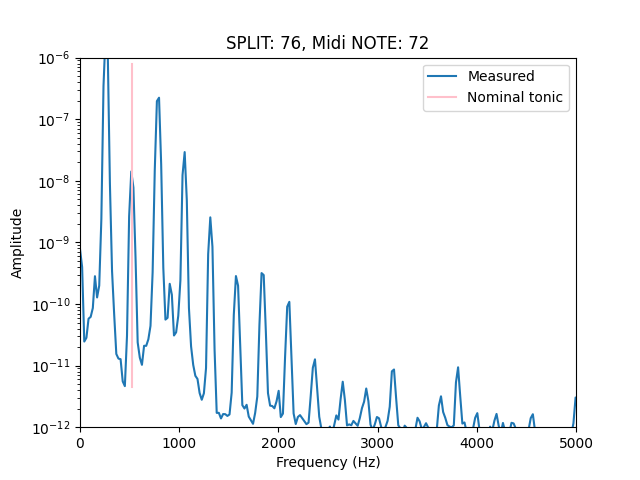 SPLIT: 76, Midi NOTE: 72
Measured
Nominal tonic
Amplitude
10⁻⁶
10⁻⁷
10⁻⁸
10⁻⁹
10⁻¹⁰
10⁻¹¹
10⁻¹²
0 1000 2000 3000 4000 5000
Frequency (Hz)